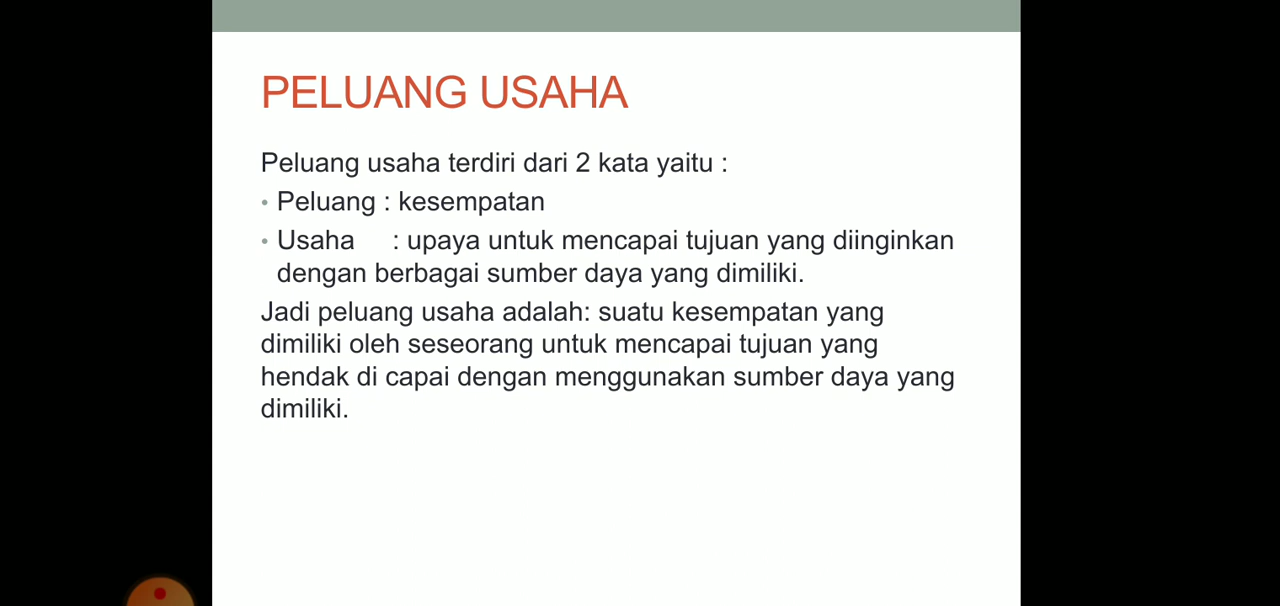 PELUANG USAHA
Peluang usaha terdiri dari 2 kata yaitu :
• Peluang : kesempatan
• Usaha : upaya untuk mencapai tujuan yang diinginkan
dengan berbagai sumber daya yang dimiliki.
Jadi peluang usaha adalah: suatu kesempatan yang
dimiliki oleh seseorang untuk mencapai tujuan yang
hendak di capai dengan menggunakan sumber daya yang
dimiliki.